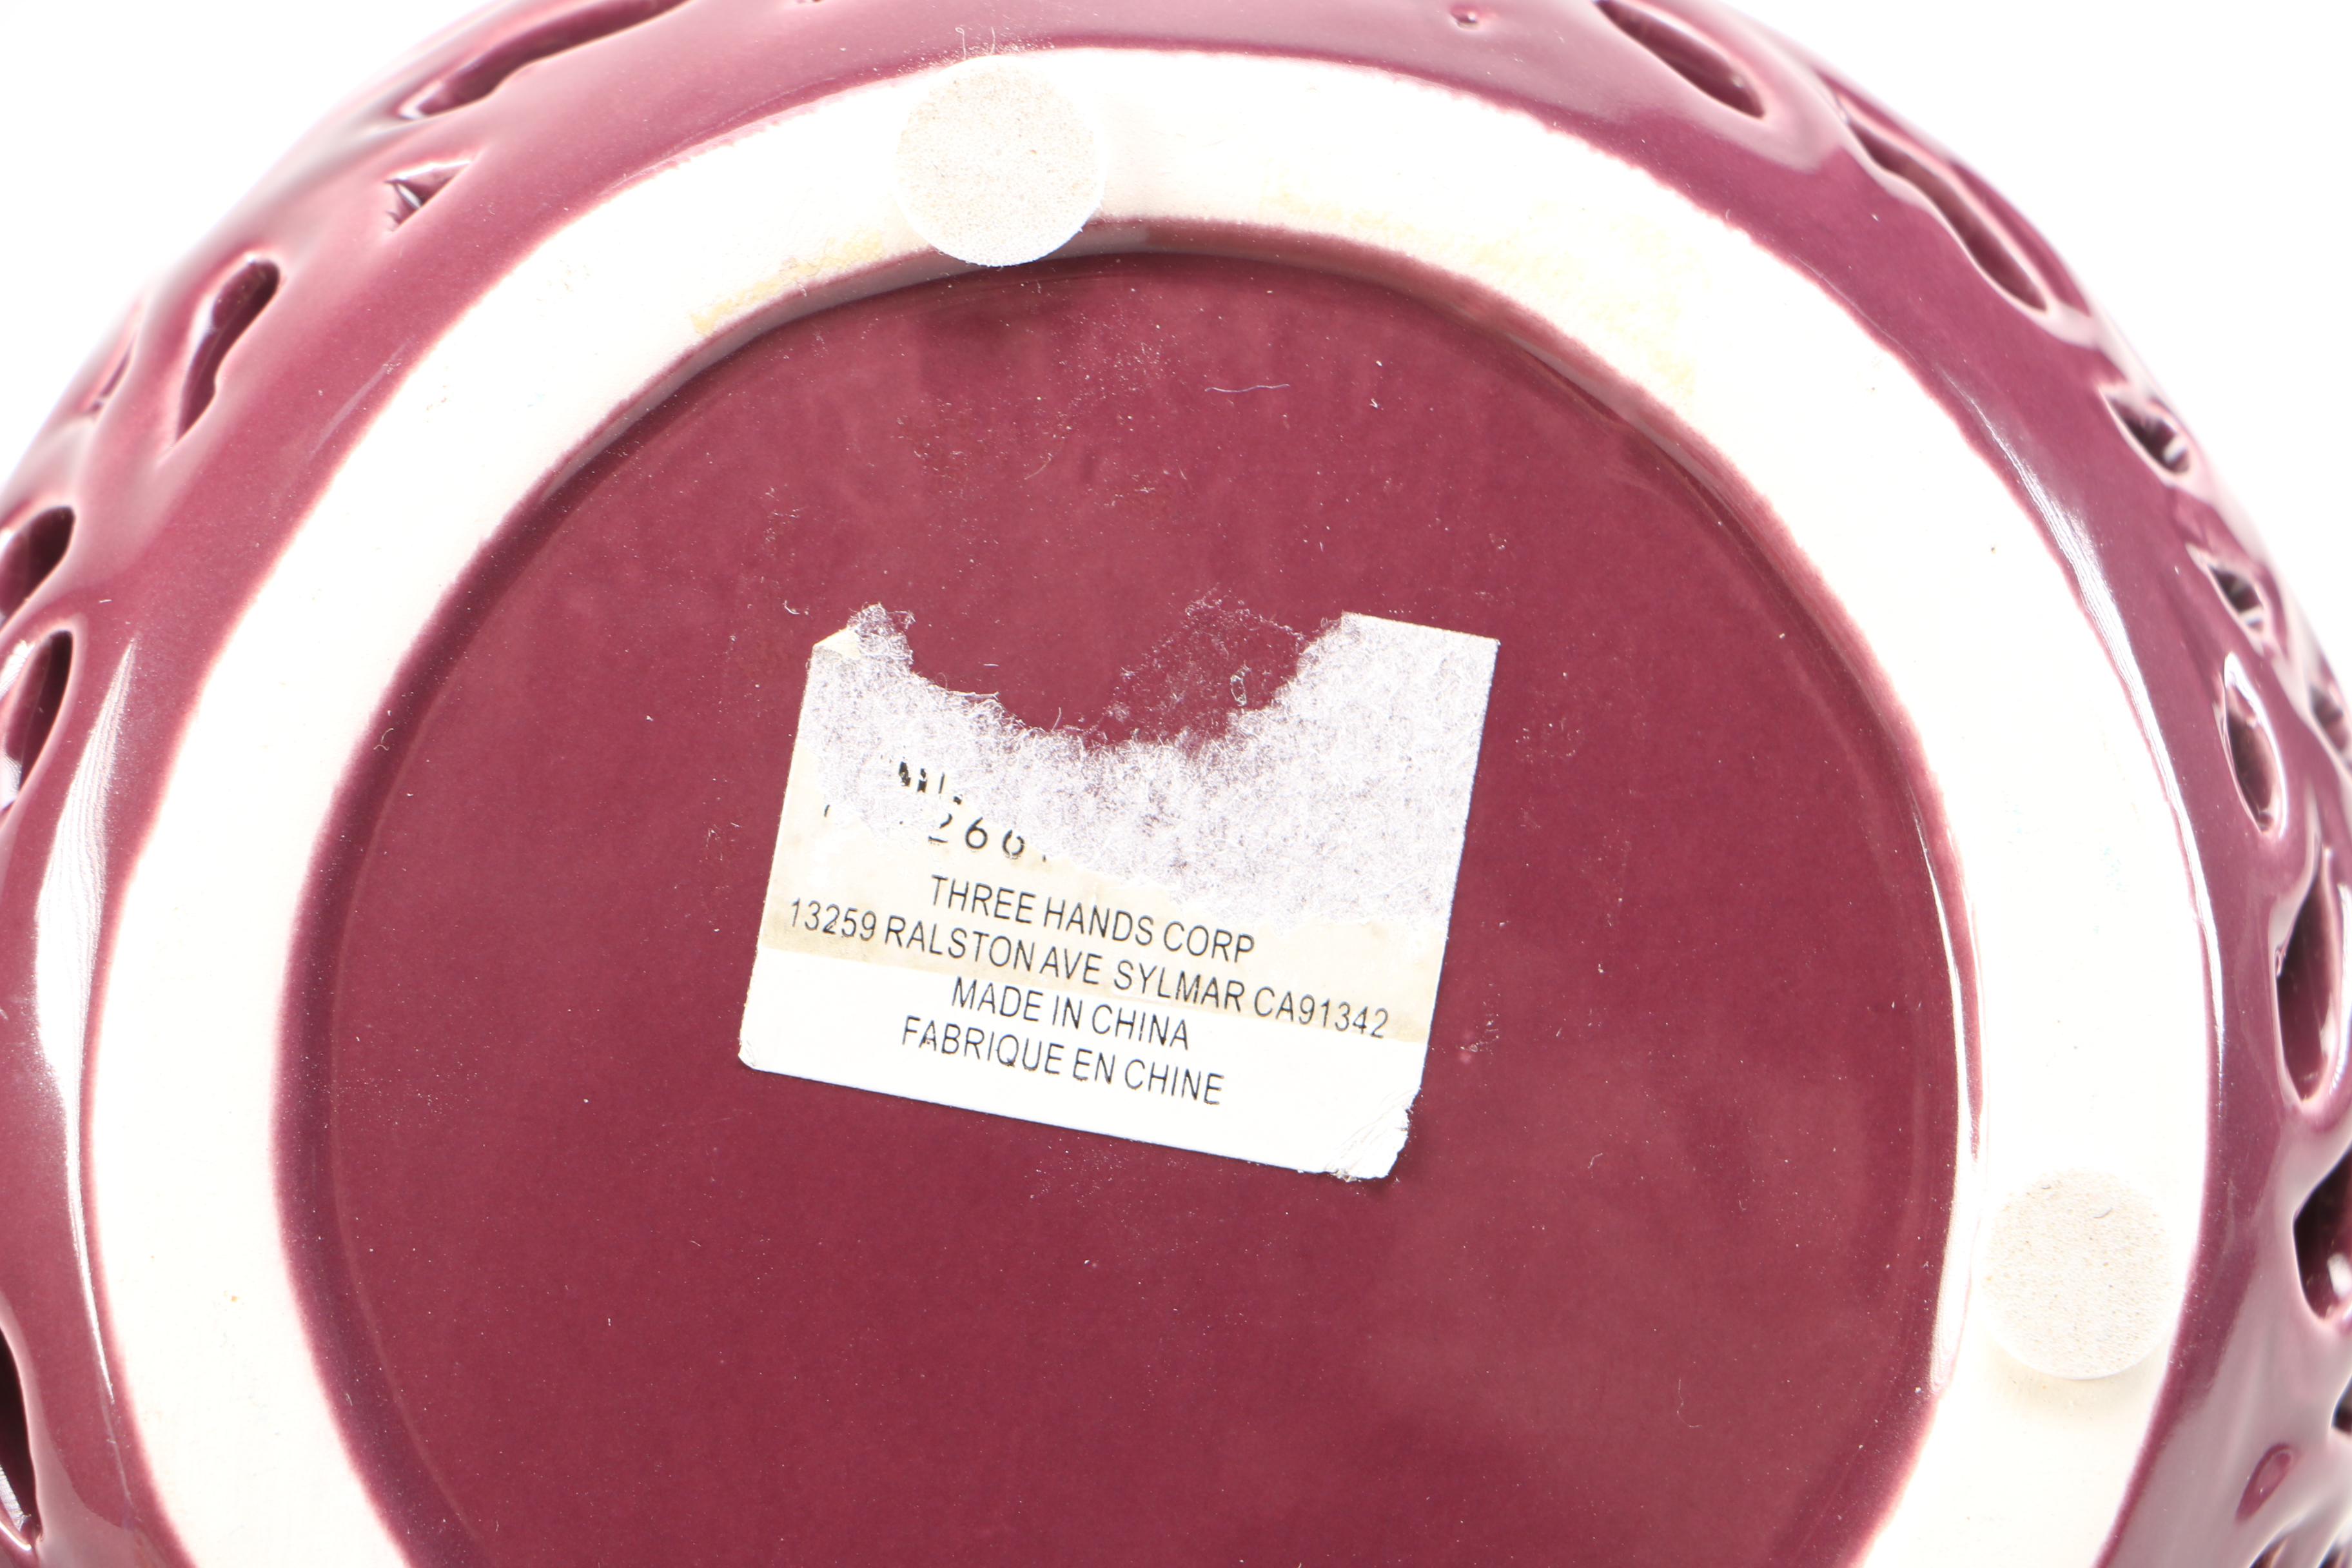 THREE HANDS CORP
13259 RALSTON AVE SYLMAR CA91342
MADE IN CHINA
FABRIQUE EN CHINE